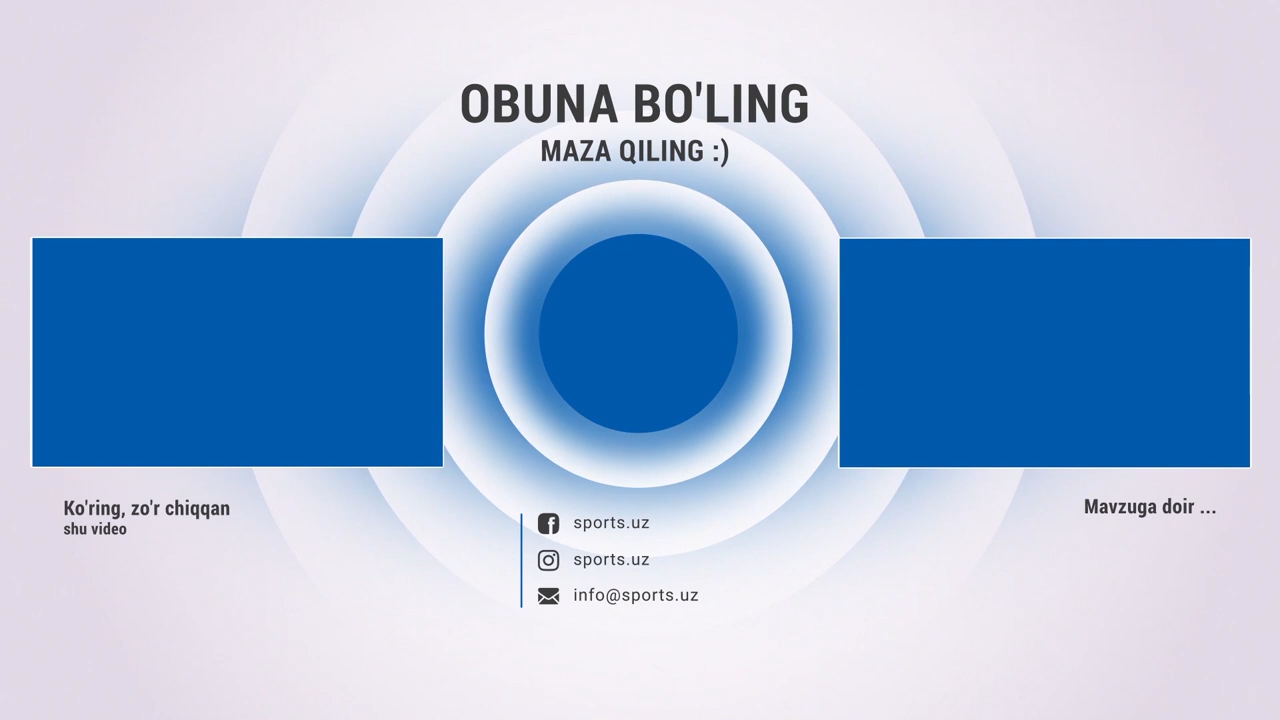 OBUNA BO'LING
MAZA QILING :)
Ko'ring, zo'r chiqqan
shu video
Mavzuga doir ...
sports.uz
sports.uz
info@sports.uz